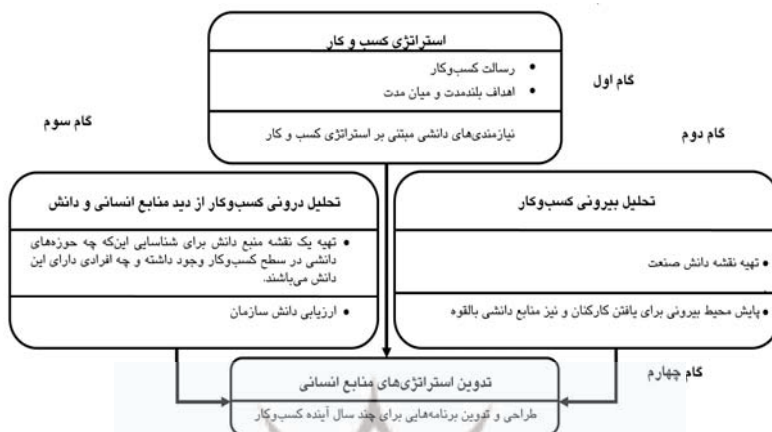 استراتژی کسب و کار
• رسالت کسب‌وکار
• اهداف بلندمدت و میان مدت
نیازمندی‌های دانشی مبتنی بر استراتژی کسب و کار
گام اول
گام دوم
تحلیل بیرونی کسب‌وکار
• تهیه نقشه دانش صنعت
• پایش محیط بیرونی برای یافتن کارکنان و نیز منابع دانشی بالقوه
گام سوم
تحلیل درونی کسب‌وکار از دید منابع انسانی و دانش
• تهیه یک نقشه منبع دانش برای شناسایی این‌که چه حوزه‌های
دانشی در سطح کسب‌وکار وجود داشته و چه افرادی دارای این
دانش می‌باشند.
• ارزیابی دانش سازمان
گام چهارم
تدوین استراتژی‌های منابع انسانی
طراحی و تدوین برنامه‌هایی برای چند سال آینده کسب‌وکار